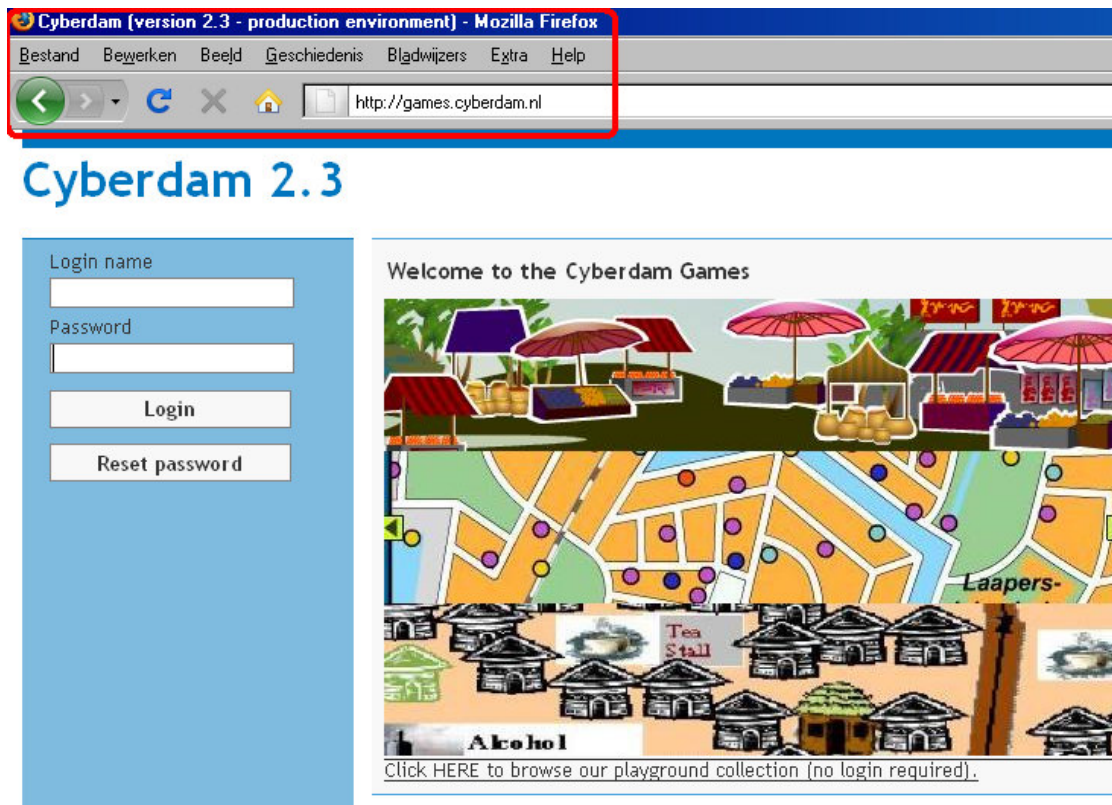 Cyberdam (version 2.3 - production environment) - Mozilla Firefox
Bestand Bewerken Beeld Geschiedenis Bladwijzers Extra Help
http://games.cyberdam.nl
Cyberdam 2.3
Login name
Password
Login
Reset password
Welcome to the Cyberdam Games
Laapers-
Tea
Stall
Alcohol
Click HERE to browse our playground collection (no login required).